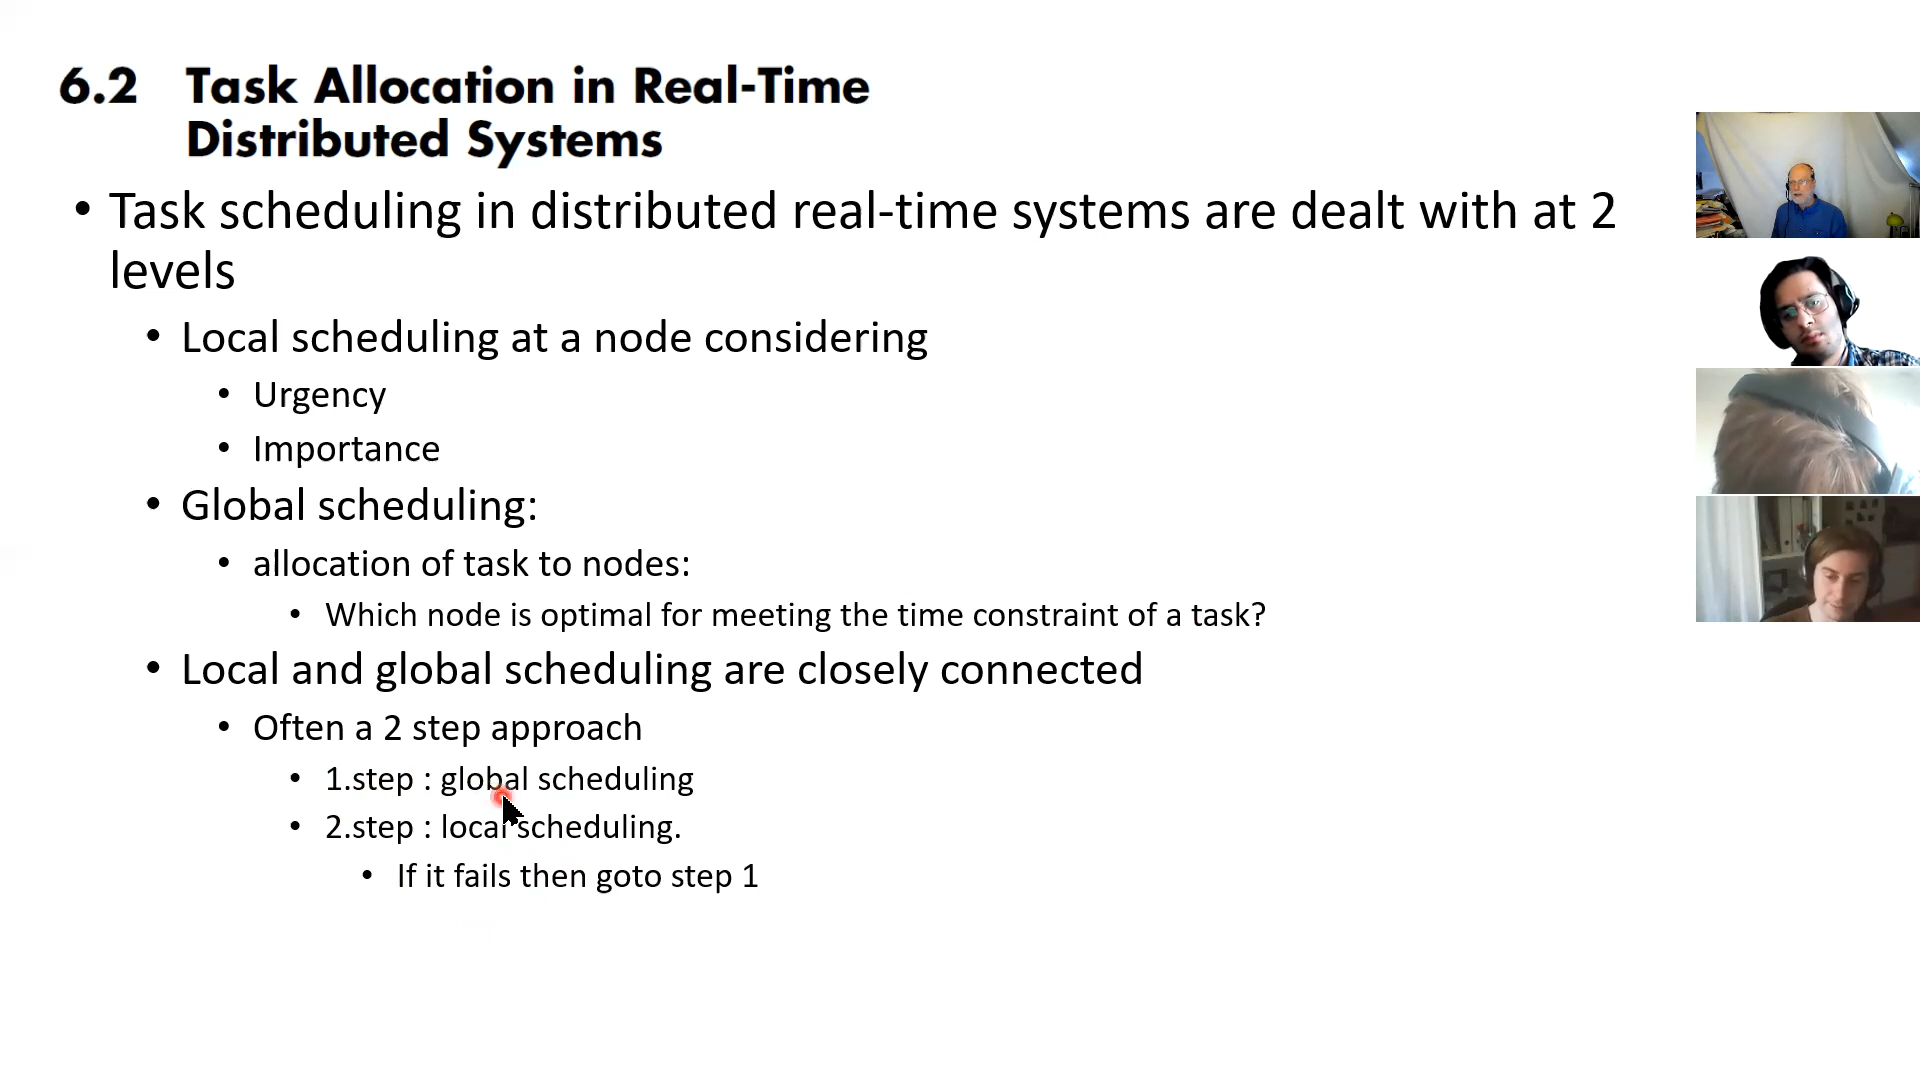 6.2 Task Allocation in Real-Time
Distributed Systems
• Task scheduling in distributed real-time systems are dealt with at 2
levels
• Local scheduling at a node considering
• Urgency
• Importance
• Global scheduling:
• allocation of task to nodes:
• Which node is optimal for meeting the time constraint of a task?
• Local and global scheduling are closely connected
• Often a 2 step approach
• 1.step : global scheduling
• 2.step : local scheduling.
• If it fails then goto step 1